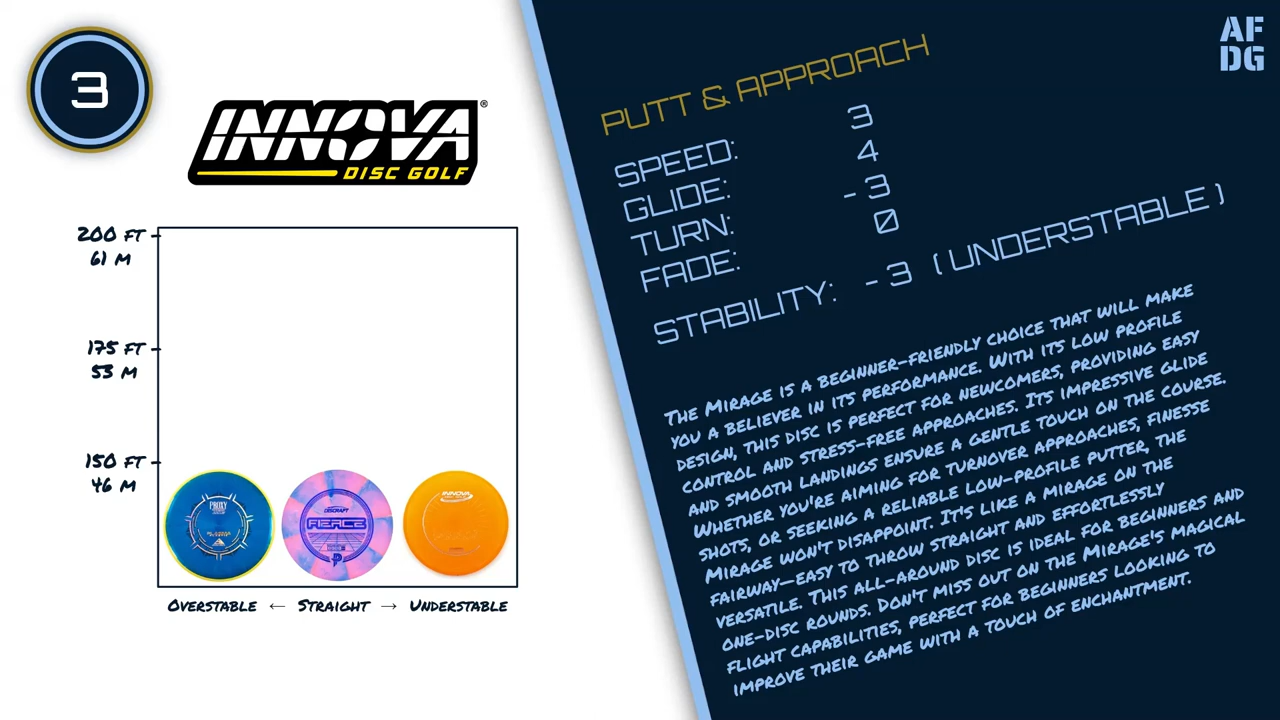 3
INNOVA®
DISC GOLF
200 FT
61 M
175 FT
53 M
150 FT
46 M
PROXY
DISCRAFT
FIERCE
INNOVA
OVERSTABLE ← STRAIGHT → UNDERSTABLE
AF
DG
PUTT & APPROACH
SPEED: 3
GLIDE: 4
TURN: -3
FADE: 0
STABILITY: -3 (UNDERSTABLE)
THE MIRAGE IS A BEGINNER-FRIENDLY CHOICE THAT WILL MAKE
YOU A BELIEVER IN ITS PERFORMANCE. WITH ITS LOW PROFILE
DESIGN, THIS DISC IS PERFECT FOR NEWCOMERS, PROVIDING EASY
CONTROL AND STRESS-FREE APPROACHES. ITS IMPRESSIVE GLIDE
AND SMOOTH LANDINGS ENSURE A GENTLE TOUCH ON THE COURSE.
WHETHER YOU'RE AIMING FOR TURNOVER APPROACHES, FINESSE
SHOTS, OR SEEKING A RELIABLE LOW-PROFILE PUTTER, THE
MIRAGE WON'T DISAPPOINT. IT'S LIKE A MIRAGE ON THE
FAIRWAY—EASY TO THROW STRAIGHT AND EFFORTLESSLY
VERSATILE. THIS ALL-AROUND DISC IS IDEAL FOR BEGINNERS AND
ONE-DISC ROUNDS. DON'T MISS OUT ON THE MIRAGE'S MAGICAL
FLIGHT CAPABILITIES, PERFECT FOR BEGINNERS LOOKING TO
IMPROVE THEIR GAME WITH A TOUCH OF ENCHANTMENT.